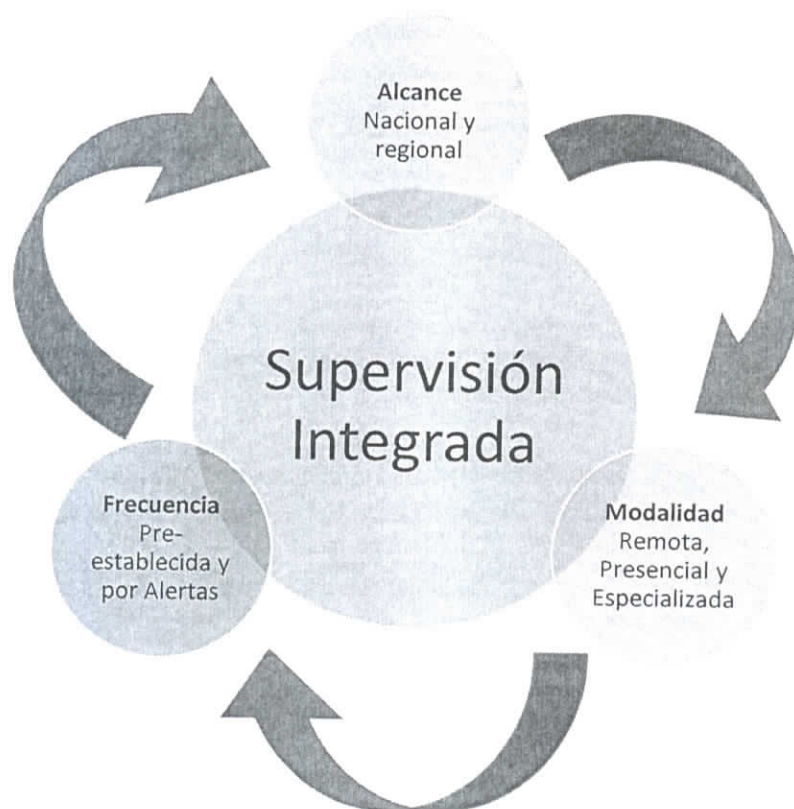 Alcance
Nacional y
regional
Supervisión
Integrada
Frecuencia
Pre-
establecida y
por Alertas
Modalidad
Remota,
Presencial y
Especializada